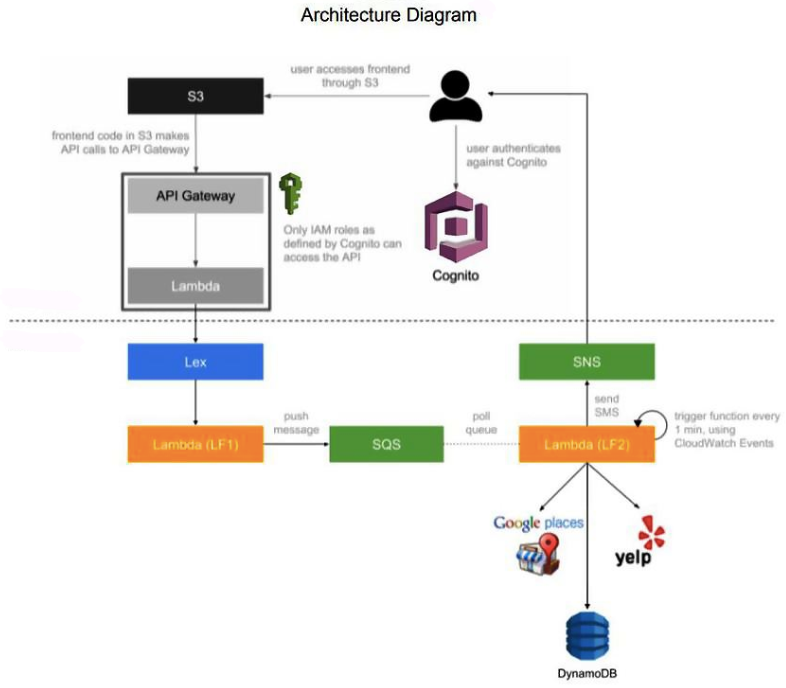 Architecture Diagram
user accesses frontend
through S3
S3
frontend code in S3 makes
API calls to API Gateway
user authenticates
against Cognito
API Gateway
Only IAM roles as
defined by Cognito can
access the API
Cognito
Lambda
Lex
SNS
send
SMS
trigger function every
1 min, using
CloudWatch Events
push
message
poll
queue
Lambda (LF1)
SQS
Lambda (LF2)
Google places
yelp
DynamoDB